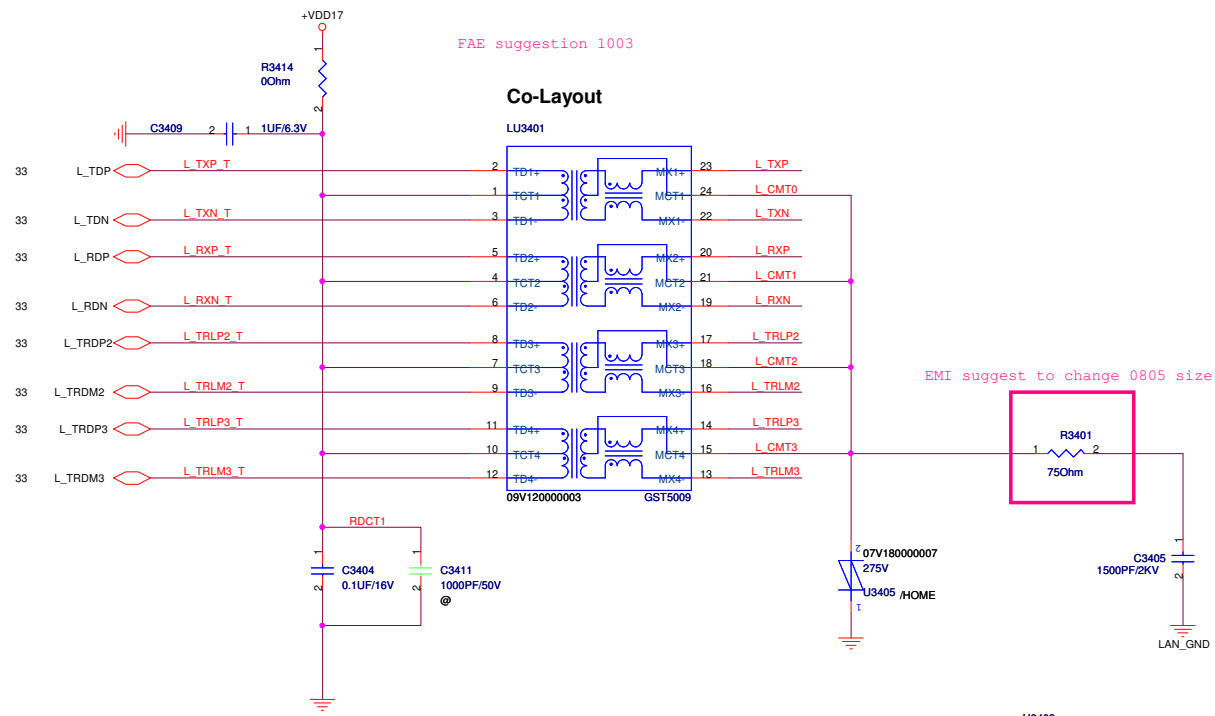 +VDD17
FAE suggestion 1003
1
R3414
0Ohm
2
Co-Layout
C3409 2 1 1UF/6.3V
LU3401
33 L_TDP L_TXP_T 2 TD1+ MX1+ 23 L_TXP
1 TCT1 MCT1 24 L_CMT0
33 L_TDN L_TXN_T 3 TD1- MX1- 22 L_TXN
33 L_RDP L_RXP_T 5 TD2+ MX2+ 20 L_RXP
4 TCT2 MCT2 21 L_CMT1
33 L_RDN L_RXN_T 6 TD2- MX2- 19 L_RXN
33 L_TRDP2 L_TRLP2_T 8 TD3+ MX3+ 17 L_TRLP2
7 TCT3 MCT3 18 L_CMT2
EMI suggest to change 0805 size
33 L_TRDM2 L_TRLM2_T 9 TD3- MX3- 16 L_TRLM2
33 L_TRDP3 L_TRLP3_T 11 TD4+ MX4+ 14 L_TRLP3
R3401
10 TCT4 MCT4 15 L_CMT3 1 2
75Ohm
33 L_TRDM3 L_TRLM3_T 12 TD4- MX4- 13 L_TRLM3
09V120000003 GST5009
RDCT1
1 1 2 07V180000007 1
C3404 C3411 275V C3405
0.1UF/16V 1000PF/50V 1500PF/2KV
2 2 U3405 /HOME 2
@ 1
LAN_GND